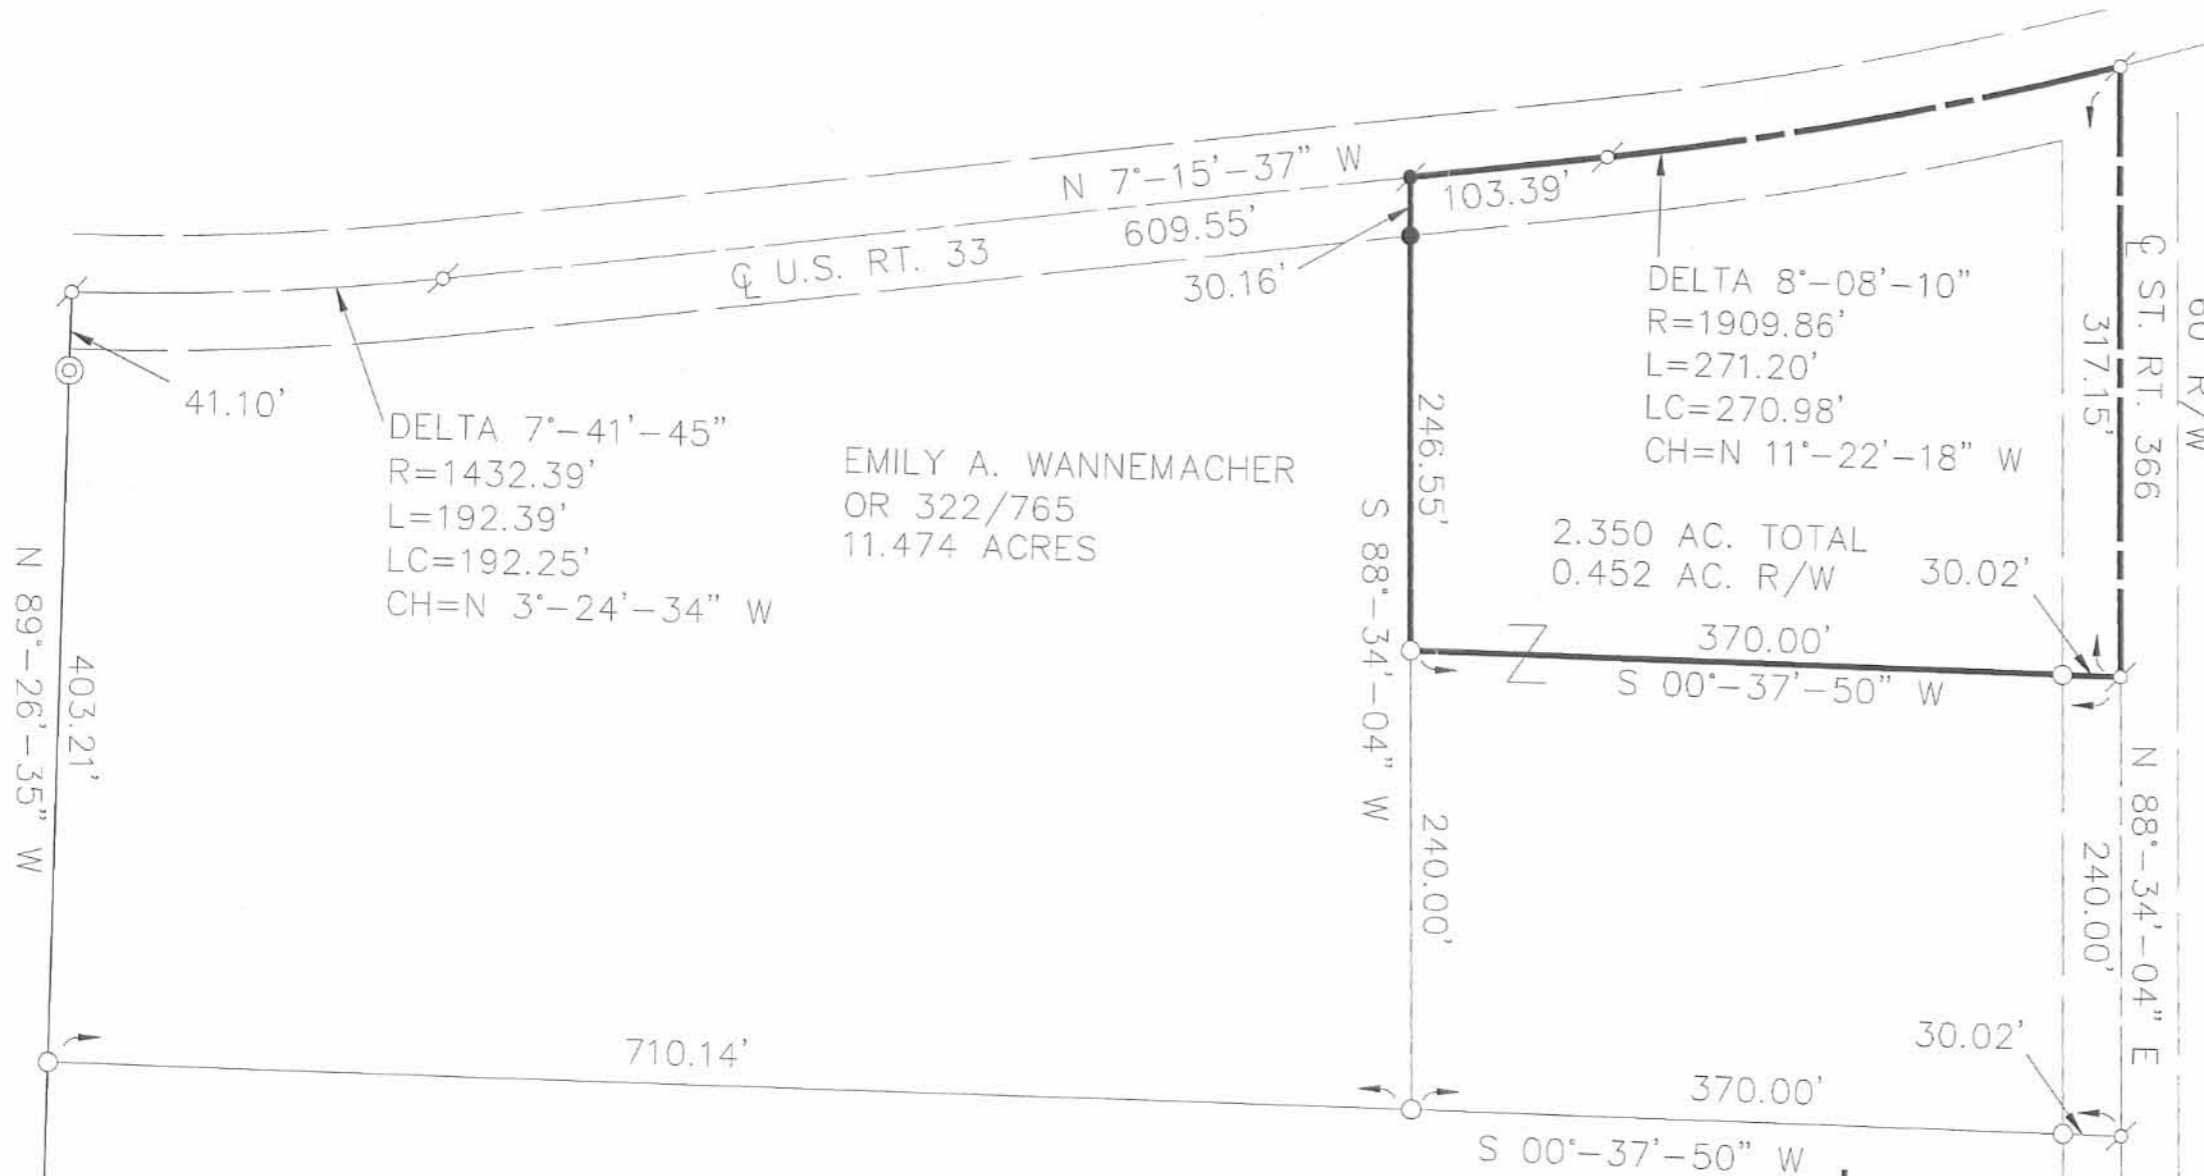 N 7°-15'-37" W
609.55'
℄ U.S. RT. 33
30.16'
103.39'
41.10'
DELTA 7°-41'-45"
R=1432.39'
L=192.39'
LC=192.25'
CH=N 3°-24'-34" W
EMILY A. WANNEMACHER
OR 322/765
11.474 ACRES
DELTA 8°-08'-10"
R=1909.86'
L=271.20'
LC=270.98'
CH=N 11°-22'-18" W
2.350 AC. TOTAL
0.452 AC. R/W
30.02'
370.00'
S 00°-37'-50" W
Z
246.55'
S 88°-34'-04" W
240.00'
317.15'
℄ ST. RT. 366
60' R/W
N 88°-34'-04" E
240.00'
N 89°-26'-35" W
403.21'
710.14'
30.02'
370.00'
S 00°-37'-50" W